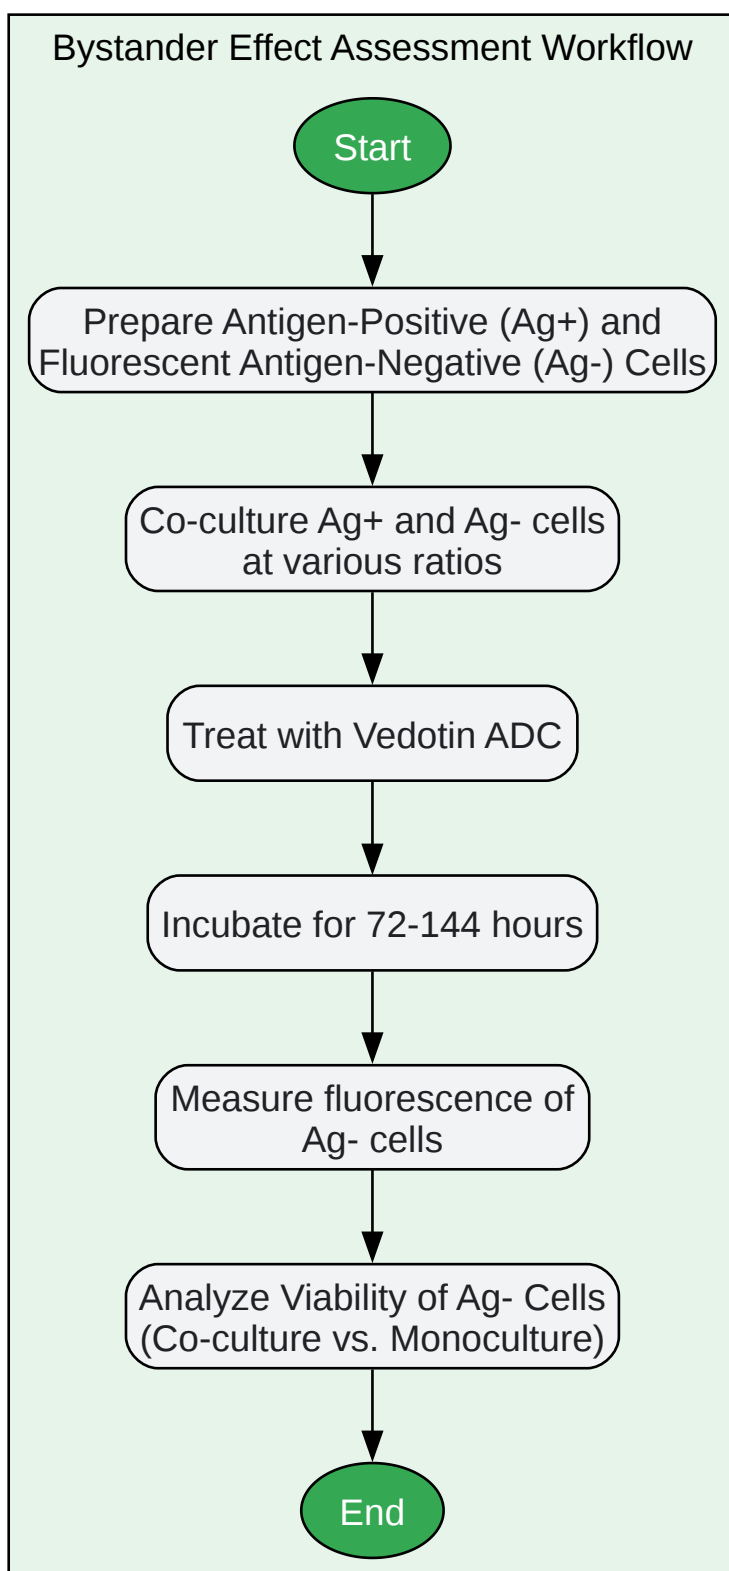 Bystander Effect Assessment Workflow
Start
Prepare Antigen-Positive (Ag+) and
Fluorescent Antigen-Negative (Ag-) Cells
Co-culture Ag+ and Ag- cells
at various ratios
Treat with Vedotin ADC
Incubate for 72-144 hours
Measure fluorescence of
Ag- cells
Analyze Viability of Ag- Cells
(Co-culture vs. Monoculture)
End